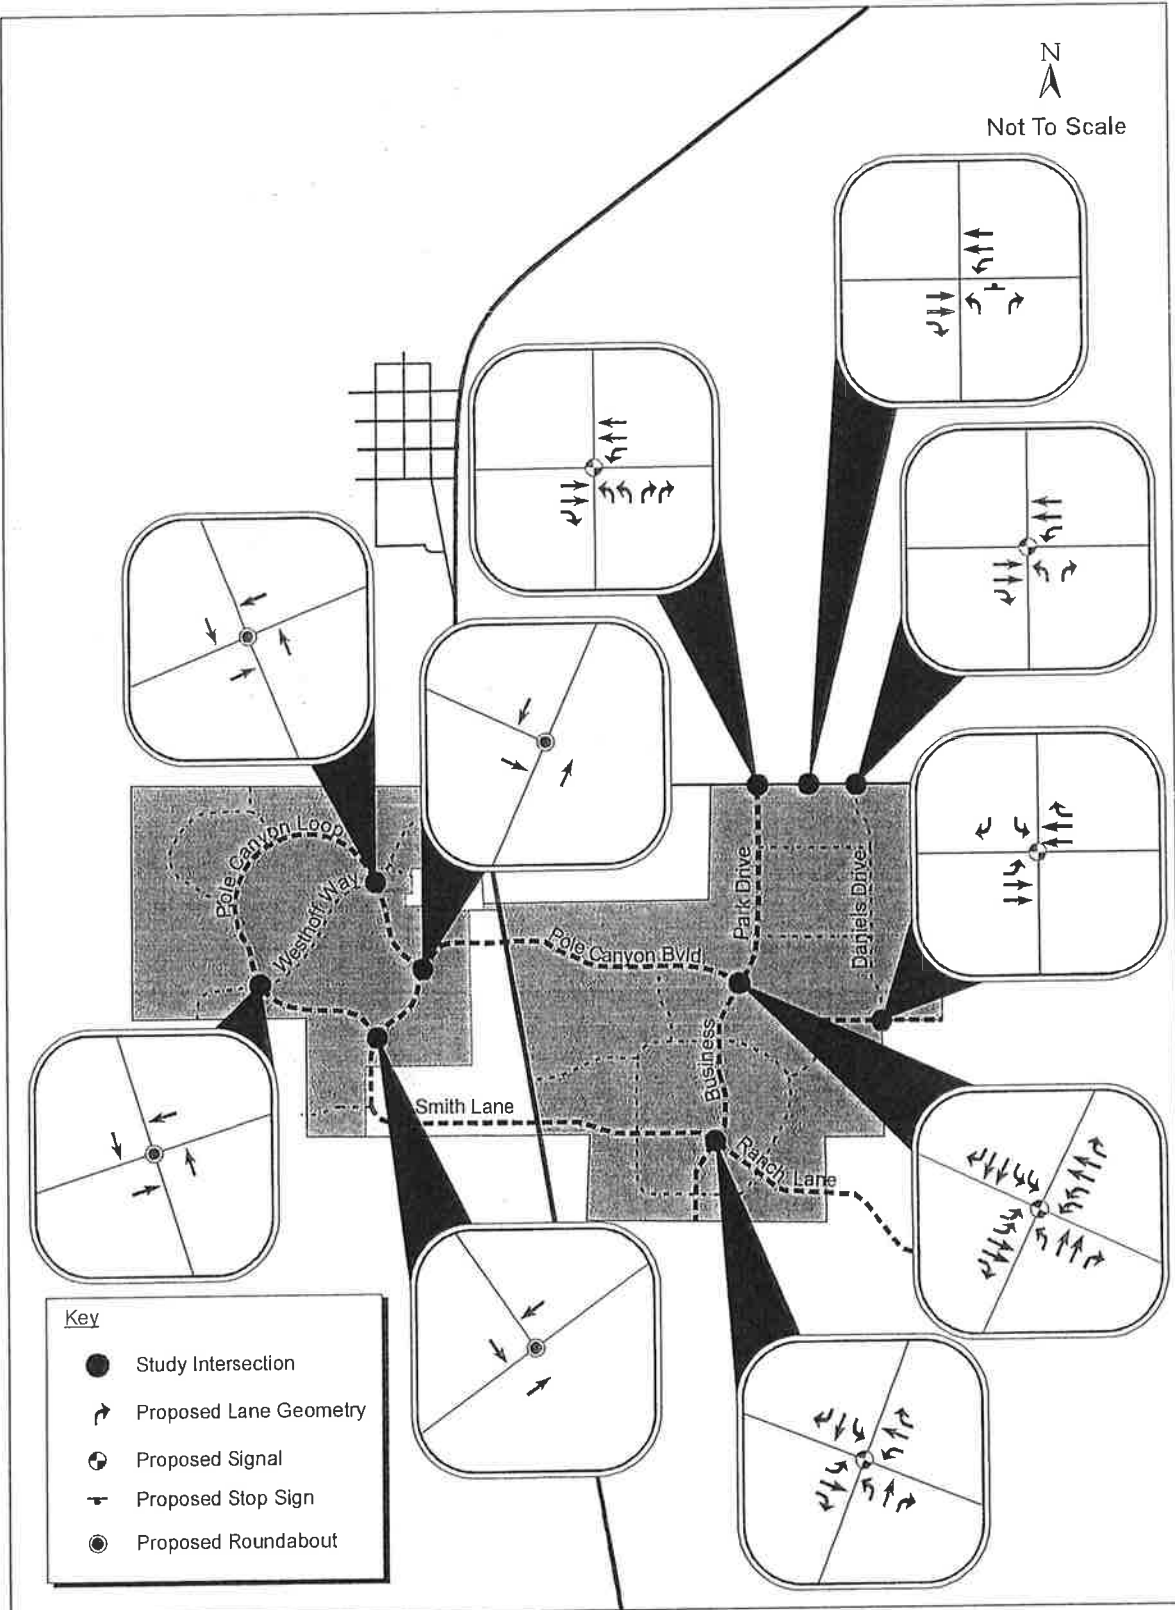 N
Not To Scale
Pole Canyon Loop
Westhoff Way
Park Drive
Daniels Drive
Pole Canyon Blvd
Business
Smith Lane
Ranch Lane
Key
Study Intersection
Proposed Lane Geometry
Proposed Signal
Proposed Stop Sign
Proposed Roundabout